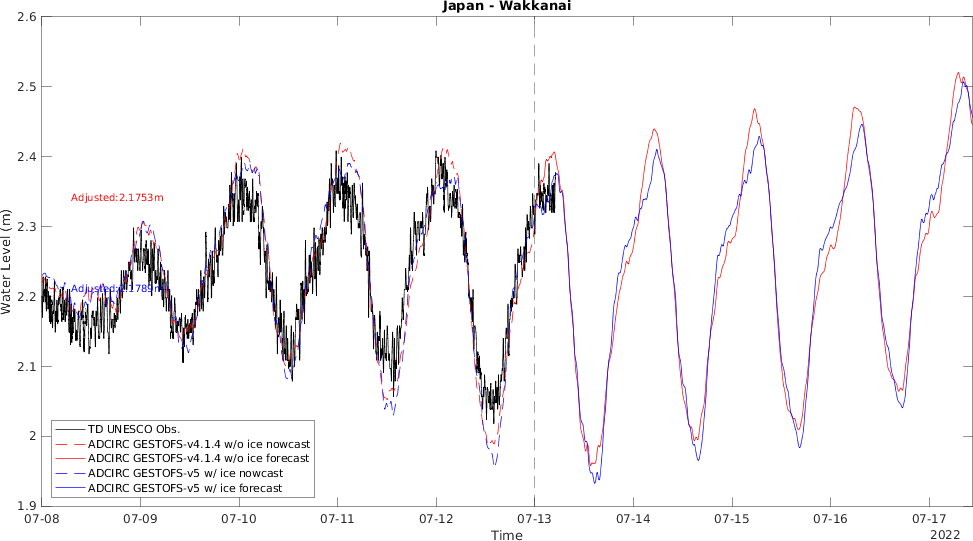 Japan - Wakkanai
2.6
2.5
2.4
2.3
2.2
2.1
2
1.9
Water Level (m)
Adjusted:2.1753m
Adjusted:2.1789m
TD UNESCO Obs.
ADCIRC GESTOFS-v4.1.4 w/o ice nowcast
ADCIRC GESTOFS-v4.1.4 w/o ice forecast
ADCIRC GESTOFS-v5 w/ ice nowcast
ADCIRC GESTOFS-v5 w/ ice forecast
07-08 07-09 07-10 07-11 07-12 07-13 07-14 07-15 07-16 07-17
Time
2022